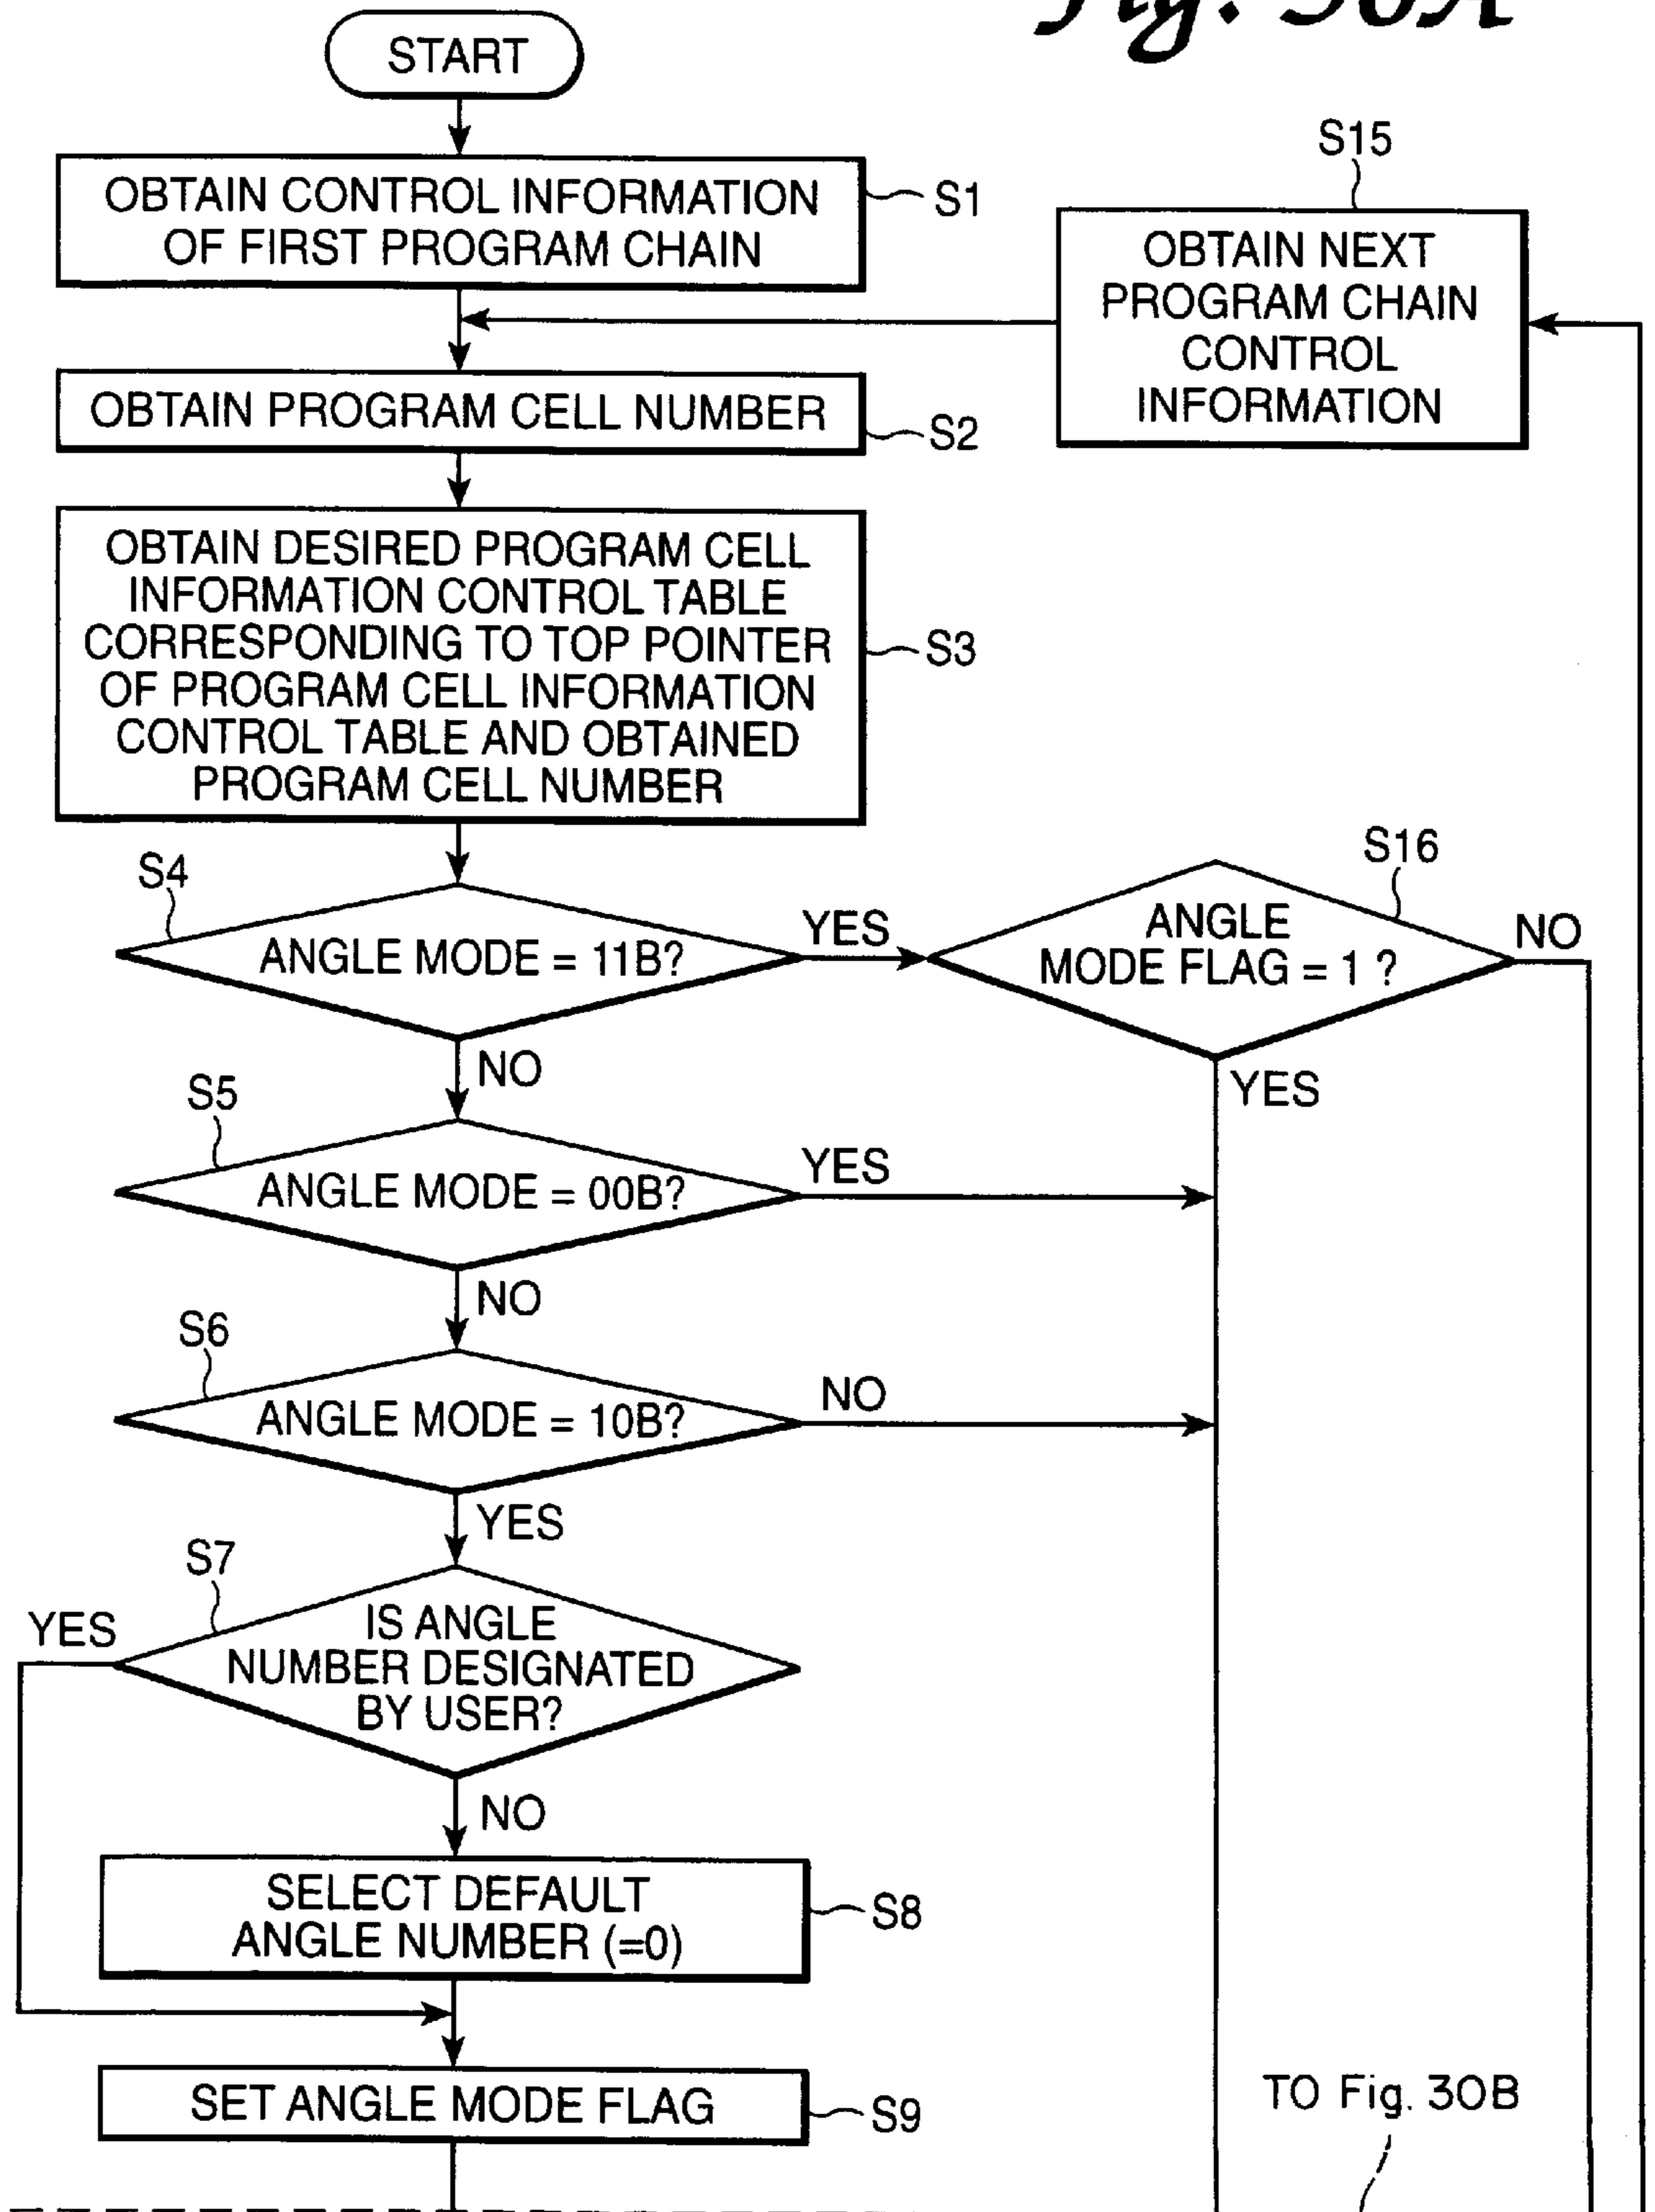 Fig. 30A
START
OBTAIN CONTROL INFORMATION
OF FIRST PROGRAM CHAIN
S1
S15
OBTAIN NEXT
PROGRAM CHAIN
CONTROL
INFORMATION
OBTAIN PROGRAM CELL NUMBER
S2
OBTAIN DESIRED PROGRAM CELL
INFORMATION CONTROL TABLE
CORRESPONDING TO TOP POINTER
OF PROGRAM CELL INFORMATION
CONTROL TABLE AND OBTAINED
PROGRAM CELL NUMBER
S3
S4
ANGLE MODE = 11B?
YES
S16
ANGLE
MODE FLAG = 1 ?
NO
NO
YES
S5
ANGLE MODE = 00B?
YES
NO
S6
ANGLE MODE = 10B?
NO
YES
S7
YES
IS ANGLE
NUMBER DESIGNATED
BY USER?
NO
SELECT DEFAULT
ANGLE NUMBER (=0)
S8
SET ANGLE MODE FLAG
S9
TO Fig. 30B